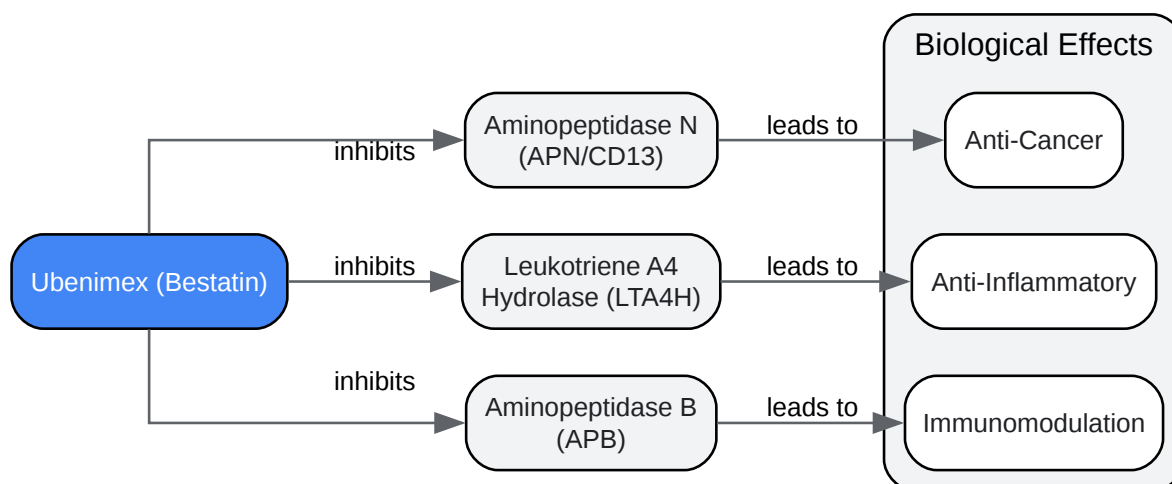 Biological Effects
inhibits
Aminopeptidase N
(APN/CD13)
leads to
Anti-Cancer
Ubenimex (Bestatin)
inhibits
Leukotriene A4
Hydrolase (LTA4H)
leads to
Anti-Inflammatory
inhibits
Aminopeptidase B
(APB)
leads to
Immunomodulation